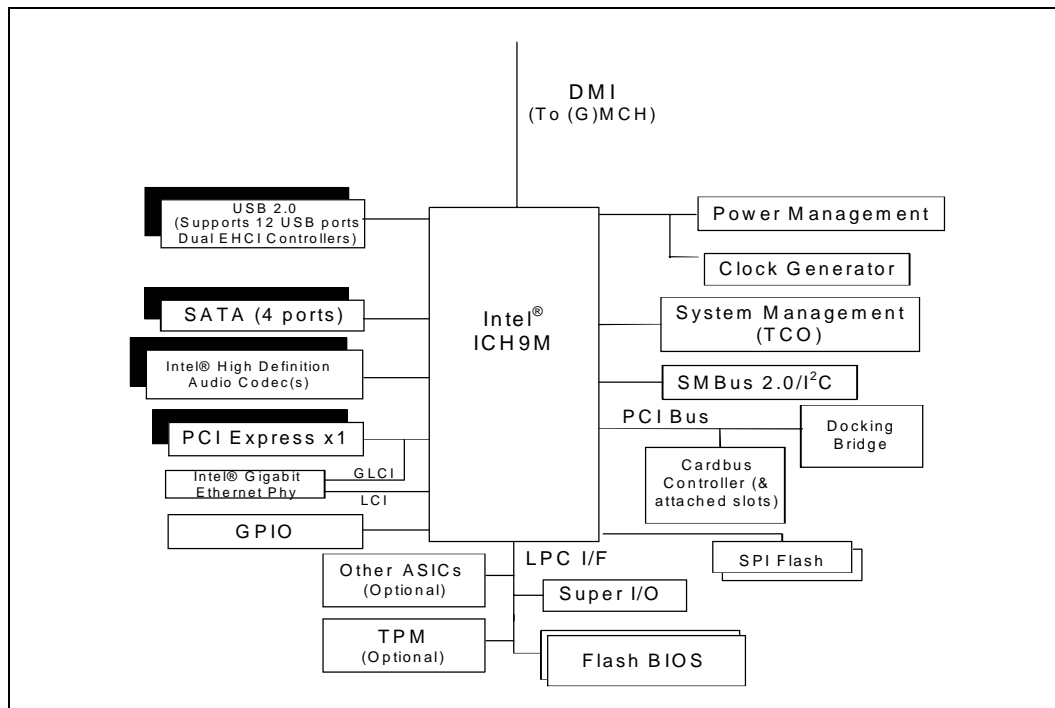 DMI
(To (G)MCH)
USB 2.0
(Supports 12 USB ports
Dual EHCI Controllers)
Power Management
Clock Generator
SATA (4 ports)
Intel®
ICH9M
System Management
(TCO)
Intel® High Definition
Audio Codec(s)
SMBus 2.0/I²C
PCI Bus
PCI Express x1
Docking
Bridge
GLCI
Intel® Gigabit
Ethernet Phy
LCI
Cardbus
Controller (&
attached slots)
GPIO
LPC I/F
SPI Flash
Other ASICs
(Optional)
Super I/O
TPM
(Optional)
Flash BIOS